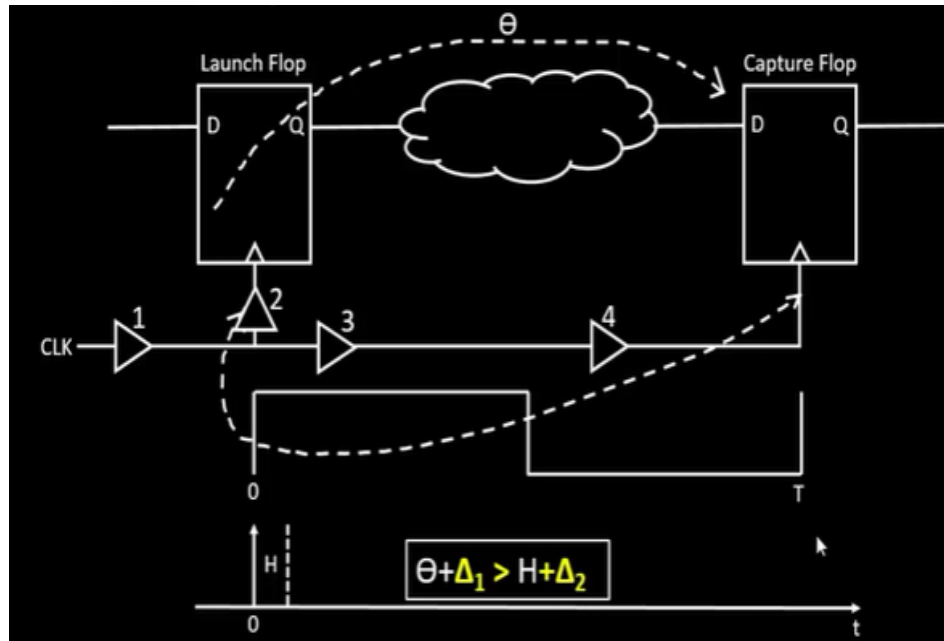 Ɵ
Launch Flop
Capture Flop
D Q
D Q
1
2
3
4
CLK
0
T
H
Ɵ+Δ₁ > H+Δ₂
0
t